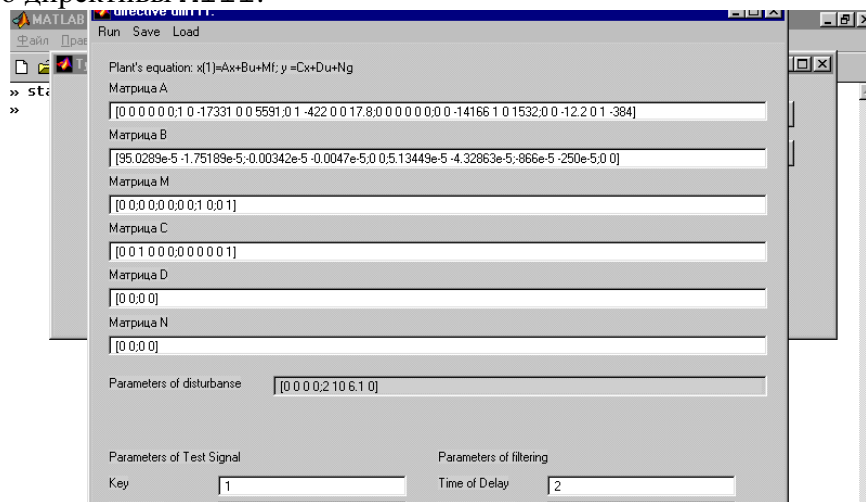 директивы
MATLAB
directive dm111.
Файл
Run Save Load
Plant's equation: x(1)=Ax+Bu+Mf; y =Cx+Du+Ng
» sta
»
Матрица A
[0 0 0 0 0 0;1 0 -17331 0 0 5591;0 1 -422 0 0 17.8;0 0 0 0 0 0;0 0 -14166 1 0 1532;0 0 -12.2 0 1 -384]
Матрица B
[95.0289e-5 -1.75189e-5;-0.00342e-5 -0.0047e-5;0 0;5.13449e-5 -4.32863e-5;-866e-5 -250e-5;0 0]
Матрица M
[0 0;0 0;0 0;0 0;1 0;0 1]
Матрица C
[0 0 1 0 0 0;0 0 0 0 0 1]
Матрица D
[0 0;0 0]
Матрица N
[0 0;0 0]
Parameters of disturbanse [0 0 0 0;2 10 6.1 0]
Parameters of Test Signal Parameters of filtering
Key 1 Time of Delay 2